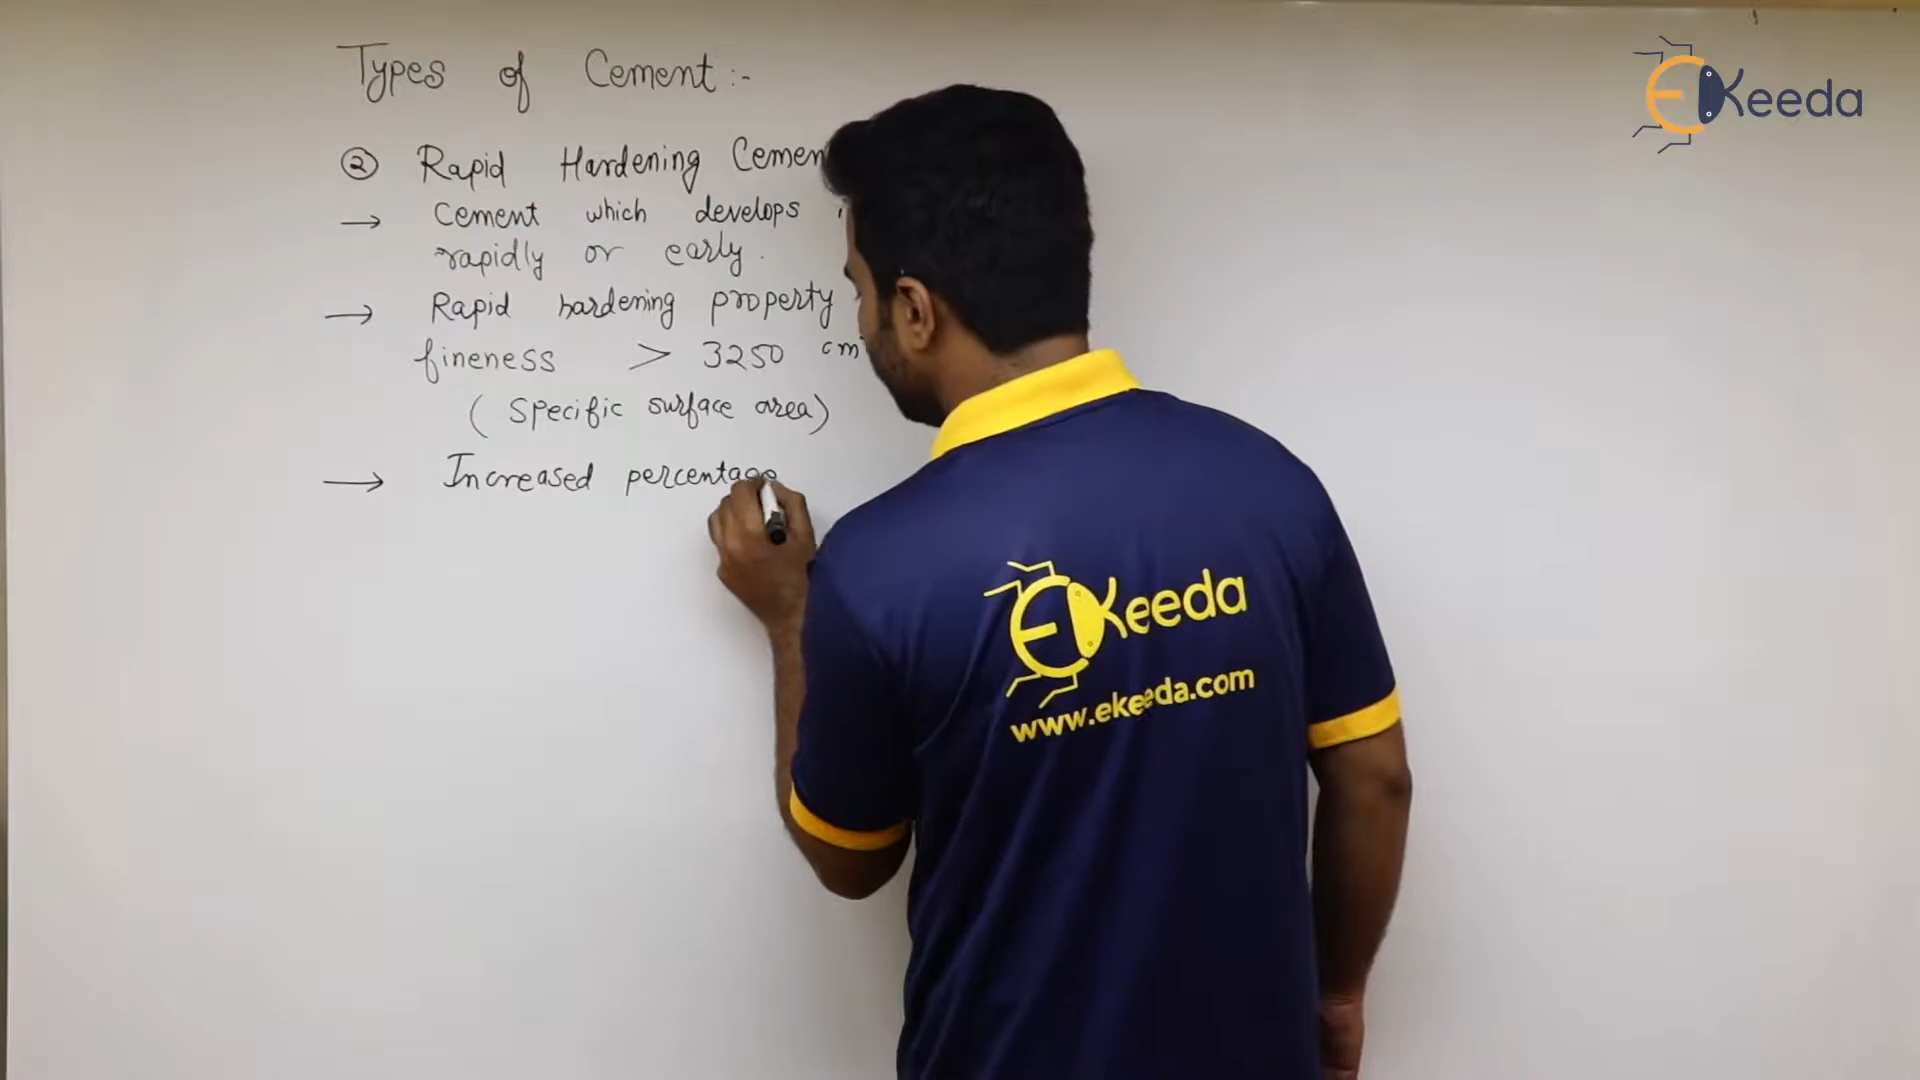 Types of Cement :-
② Rapid Hardening Cemen
→ Cement which develops
rapidly or early.
→ Rapid hardening property
fineness > 3250 cm
( Specific surface area)
→ Increased percentage
EKeeda
EKeeda
www.ekeeda.com